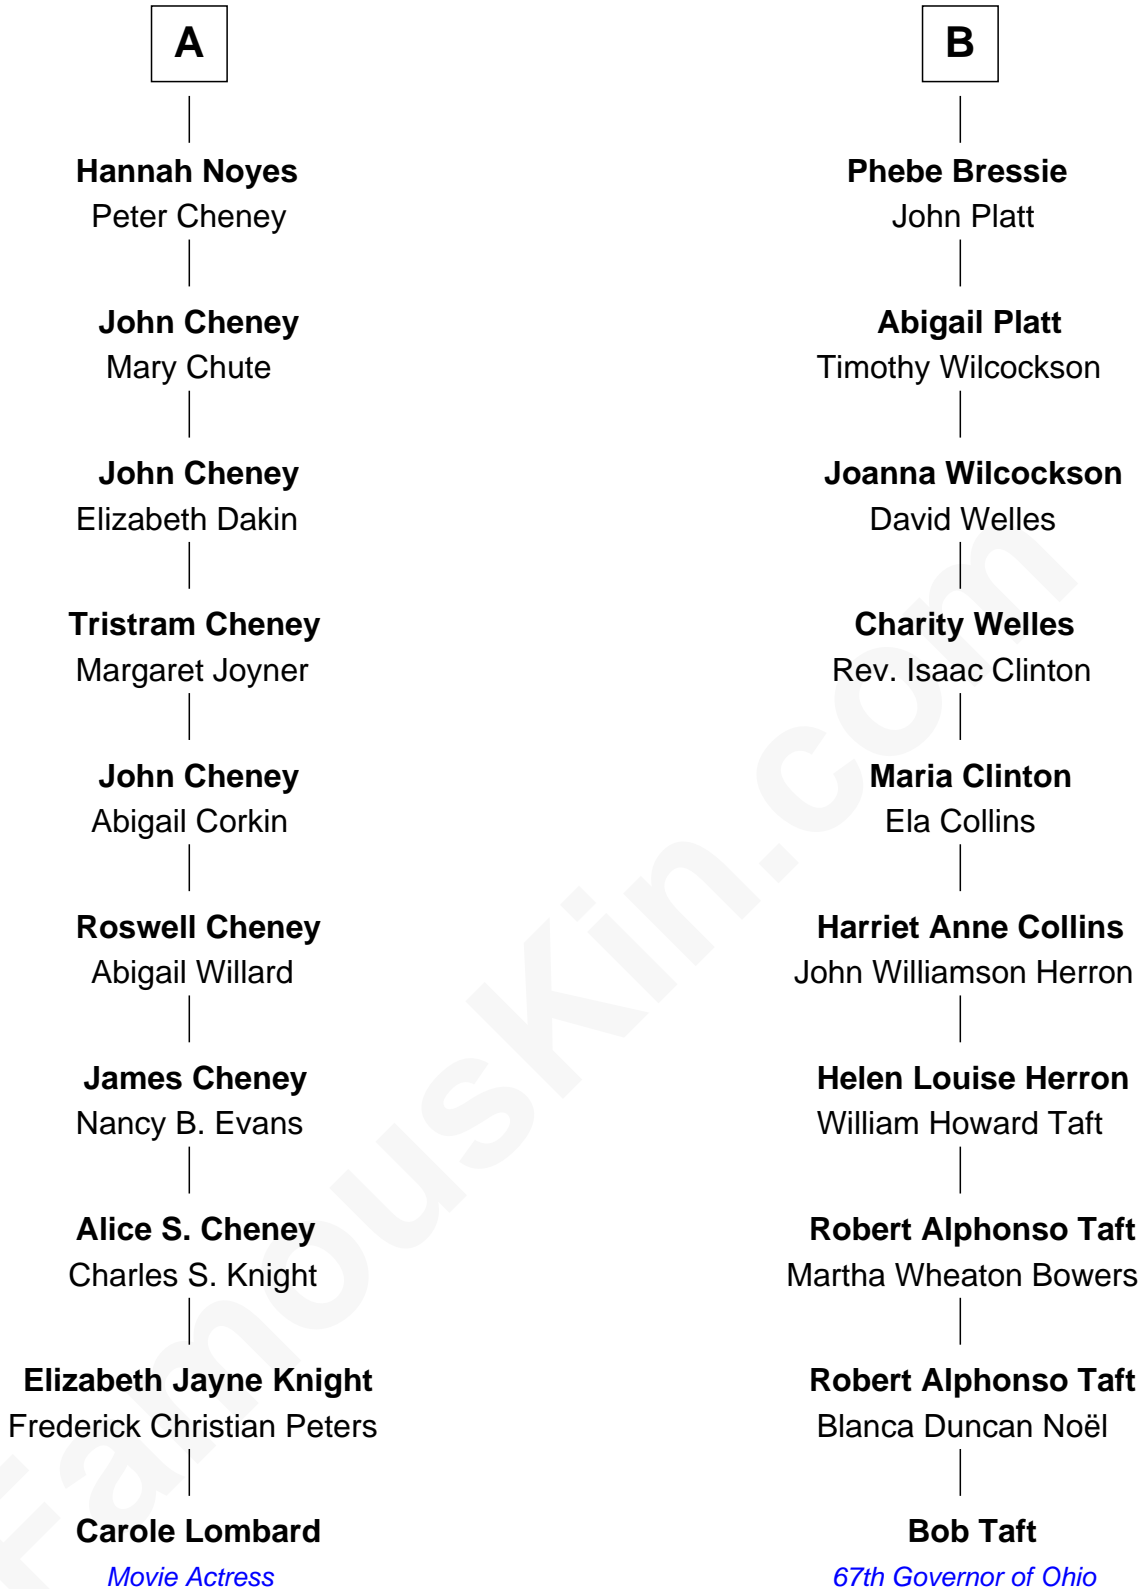 A
Hannah Noyes
Peter Cheney
John Cheney
Mary Chute
John Cheney
Elizabeth Dakin
Tristram Cheney
Margaret Joyner
John Cheney
Abigail Corkin
Roswell Cheney
Abigail Willard
James Cheney
Nancy B. Evans
Alice S. Cheney
Charles S. Knight
Elizabeth Jayne Knight
Frederick Christian Peters
Carole Lombard
Movie Actress
B
Phebe Bressie
John Platt
Abigail Platt
Timothy Wilcockson
Joanna Wilcockson
David Welles
Charity Welles
Rev. Isaac Clinton
Maria Clinton
Ela Collins
Harriet Anne Collins
John Williamson Herron
Helen Louise Herron
William Howard Taft
Robert Alphonso Taft
Martha Wheaton Bowers
Robert Alphonso Taft
Blanca Duncan Noël
Bob Taft
67th Governor of Ohio
FamousKin.com